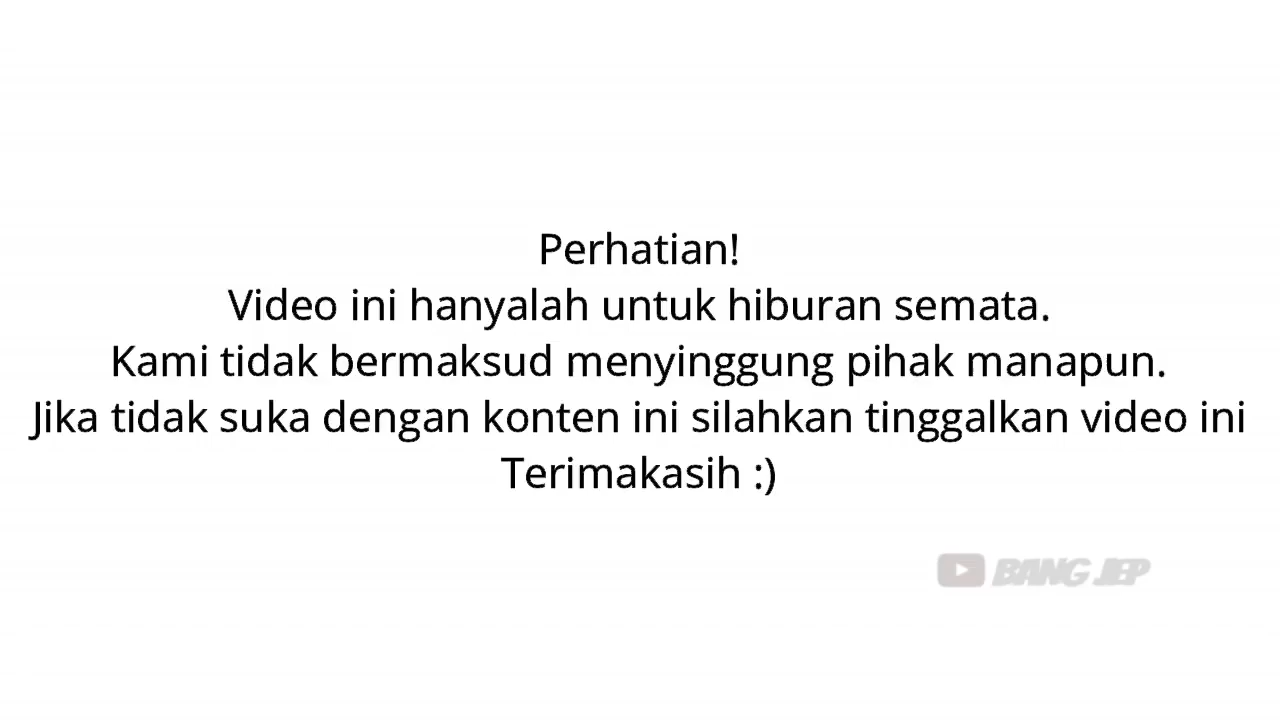 Perhatian!
Video ini hanyalah untuk hiburan semata.
Kami tidak bermaksud menyinggung pihak manapun.
Jika tidak suka dengan konten ini silahkan tinggalkan video ini
Terimakasih :)
BANG JEP